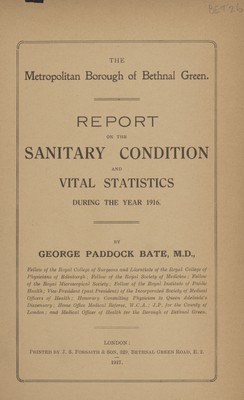 BET 26
THE
Metropolitan Borough of Bethnal Green.
REPORT
ON THE
SANITARY CONDITION
AND
VITAL STATISTICS
DURING THE YEAR 1916.
BY
GEORGE PADDOCK BATE, M.D.,
Fellow of the Royal College of Surgeons and Licentiate of the Royal College of
Physicians of Edinburgh; Fellow of the Royal Society of Medicine; Fellow
of the Royal Microscopical Society; Fellow of the Royal Institute of Public
Health; Vice-President (past President) of the Incorporated Society of Medical
Officers of Health; Honorary Consulting Physician to Queen Adelaide's
Dispensary; Home Office Medical Referee, W.C.A.; J.P. for the County of
London; And Medical Officer of Health for the Borough of Bethnal Green.
LONDON:
PRINTED BY J. S. FORSAITH & SON, BETHNAL GREEN ROAD, E. 2.
1917.